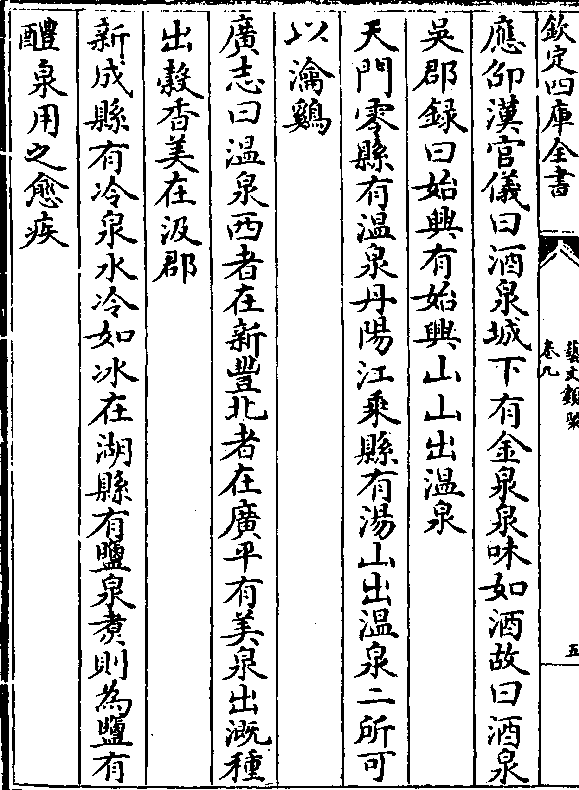 欽定四庫全書
藝文類聚
卷九
五
應劭漢官儀曰酒泉城下有金泉泉味如酒故曰酒泉
吳郡録曰始興有始興山山出溫泉
天門零縣有溫泉丹陽江乘縣有湯山出溫泉二所可
以瀹鷄
廣志曰溫泉西者在新豐北者在廣平有美泉出溉種
出穀香美在汲郡
新成縣有冷泉水冷如冰在湖縣有鹽泉煑則為鹽有
醴泉用之愈疾